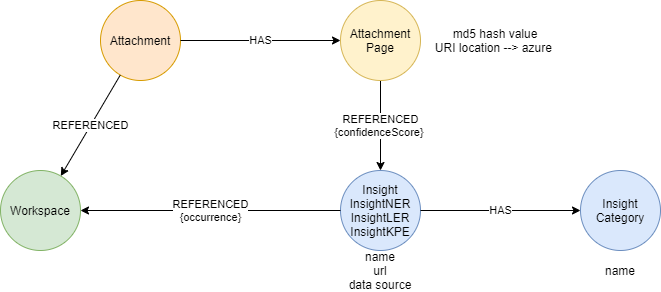 Attachment
HAS
Attachment
Page
md5 hash value
URI location --> azure
REFERENCED
REFERENCED
{confidenceScore}
Workspace
REFERENCED
{occurrence}
Insight
InsightNER
InsightLER
InsightKPE
HAS
Insight
Category
name
url
data source
name